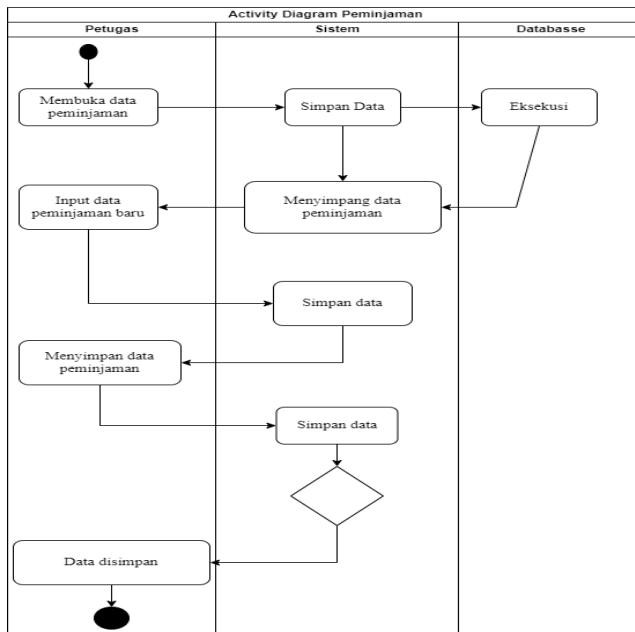 Activity Diagram Peminjaman
Petugas
Sistem
Databasse
Membuka data
peminjaman
Simpan Data
Eksekusi
Input data
peminjaman baru
Menyimpang data
peminjaman
Simpan data
Menyimpan data
peminjaman
Simpan data
Data disimpan